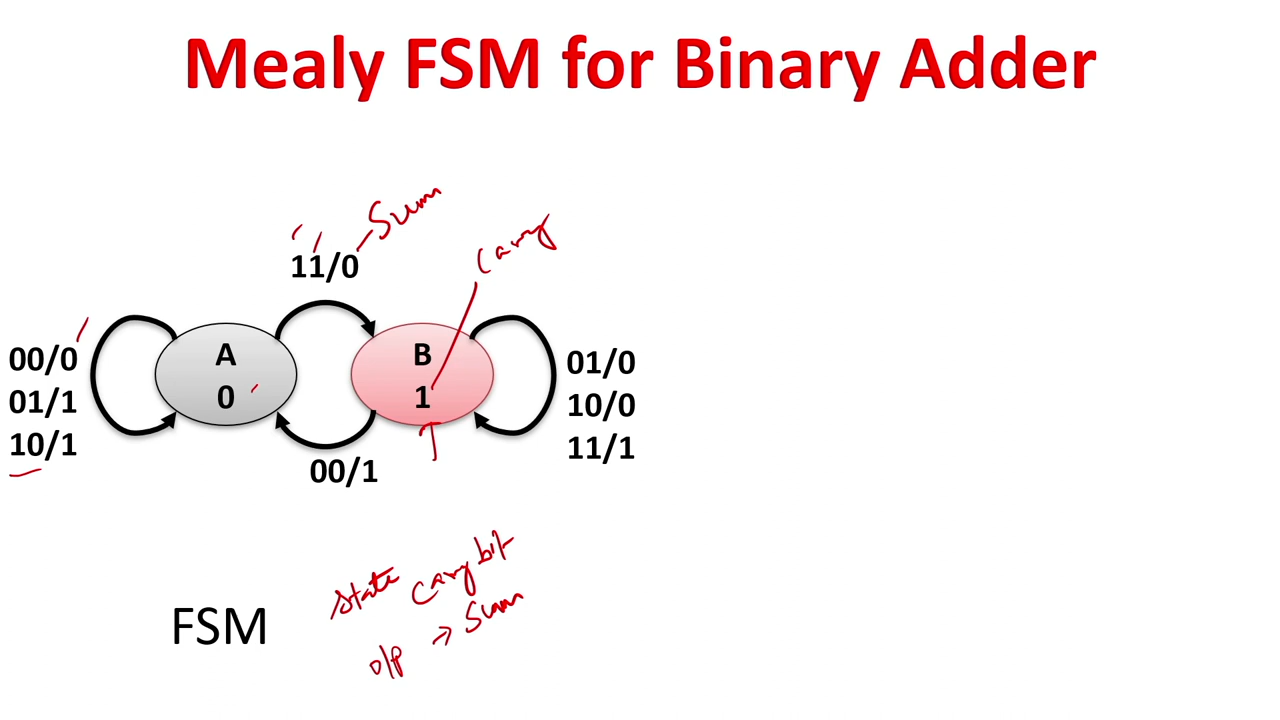 Mealy FSM for Binary Adder
Sum
Carry
11/0
A
0
B
1
00/0
01/1
10/1
01/0
10/0
11/1
00/1
FSM
State Carry bit
o/p → Sum